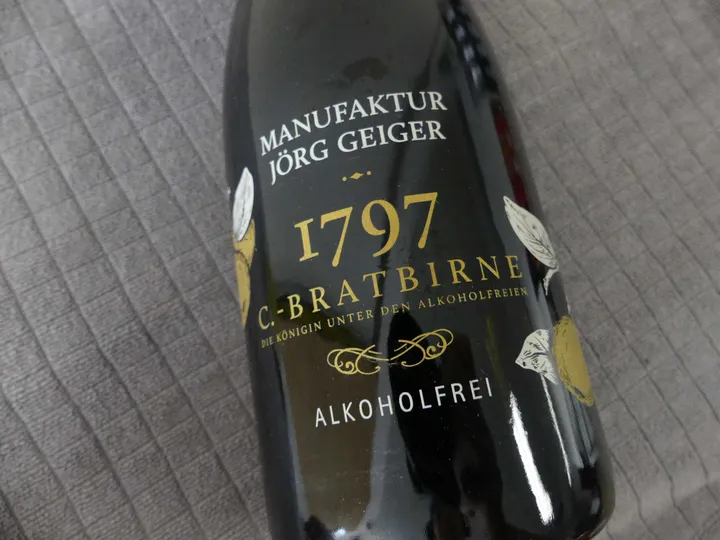 MANUFAKTUR
JÖRG GEIGER
1797
C.-BRATBIRNE
DIE KÖNIGIN UNTER DEN ALKOHOLFREIEN
ALKOHOLFREI